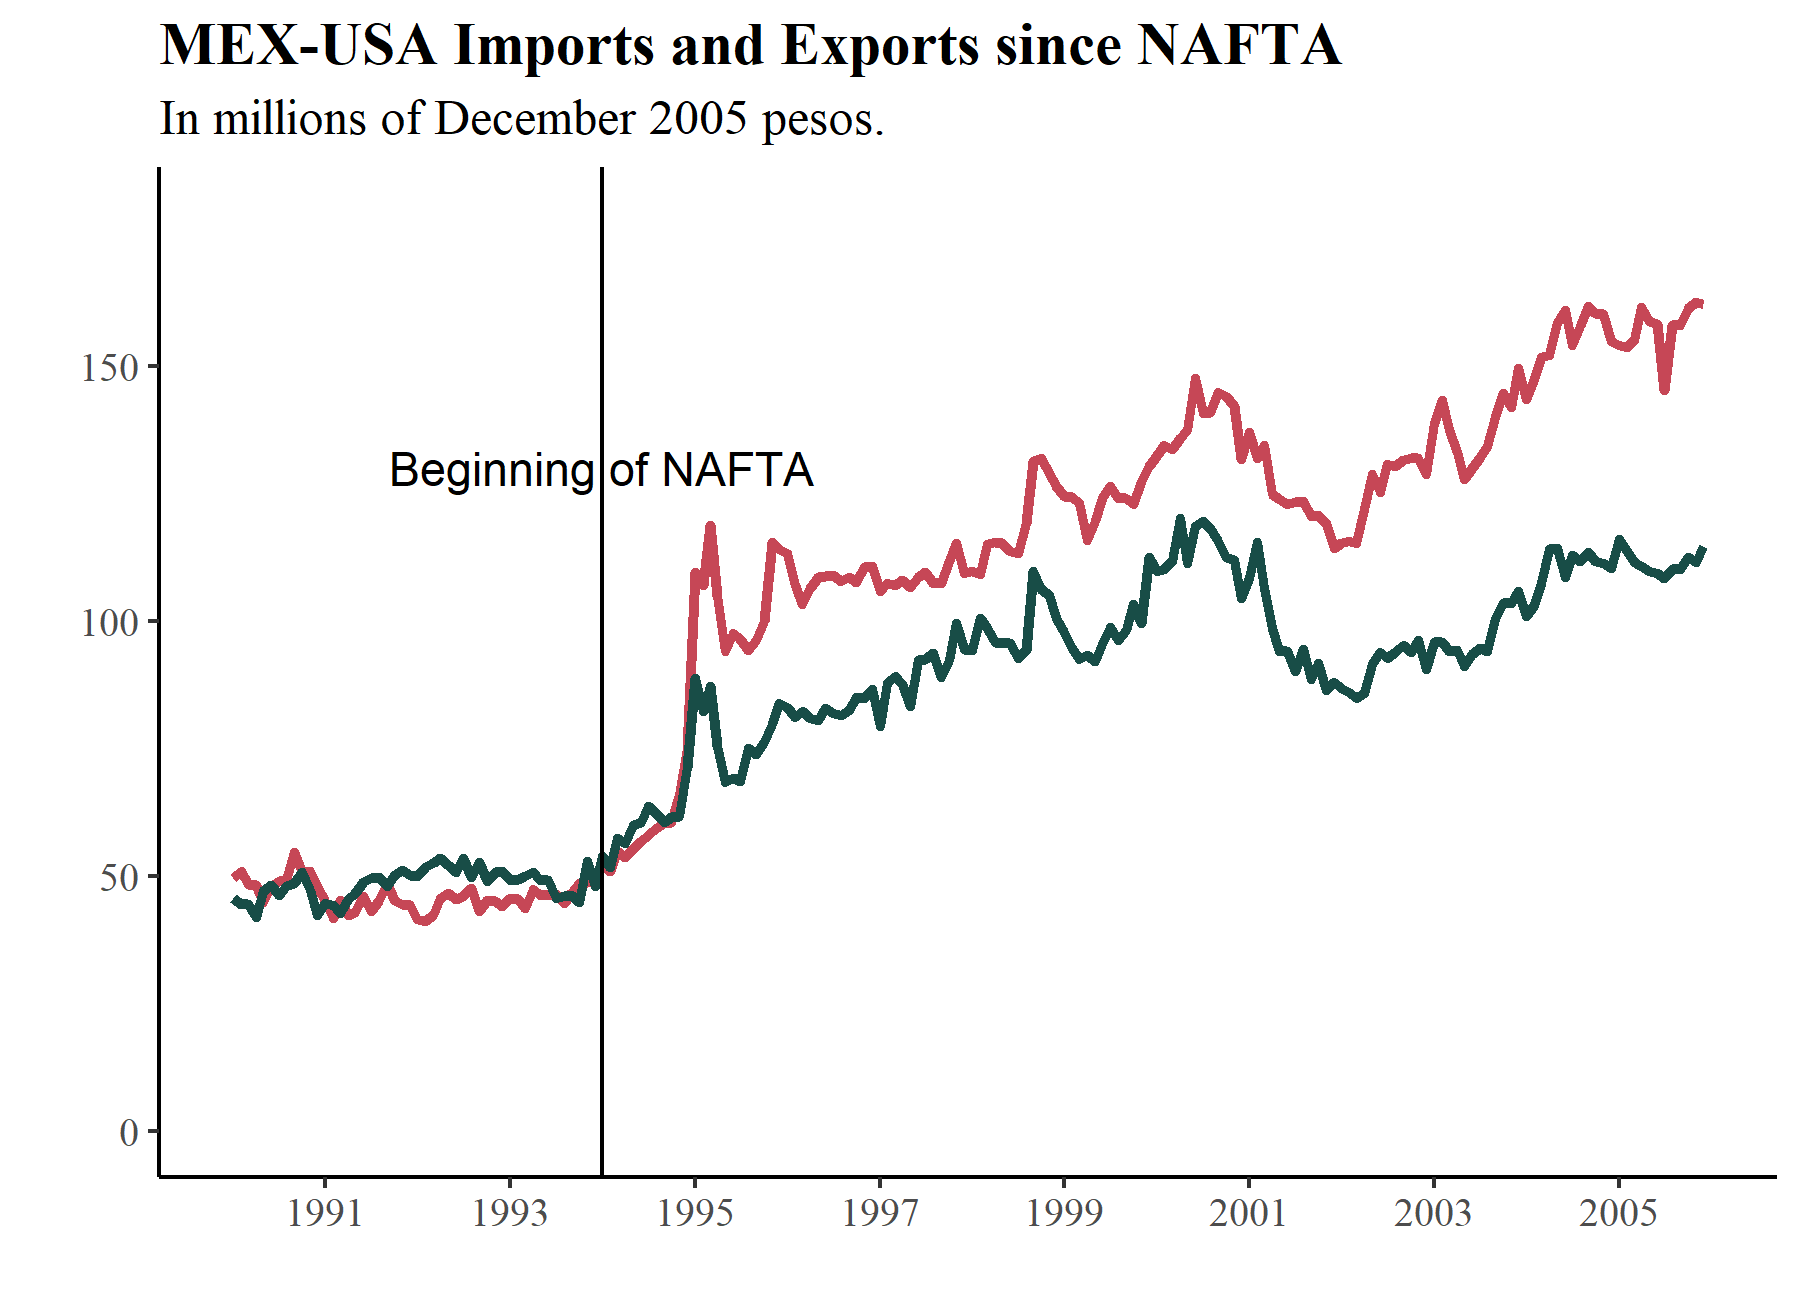 MEX-USA Imports and Exports since NAFTA
In millions of December 2005 pesos.
150
Beginning of NAFTA
100
50
0
1991 1993 1995 1997 1999 2001 2003 2005